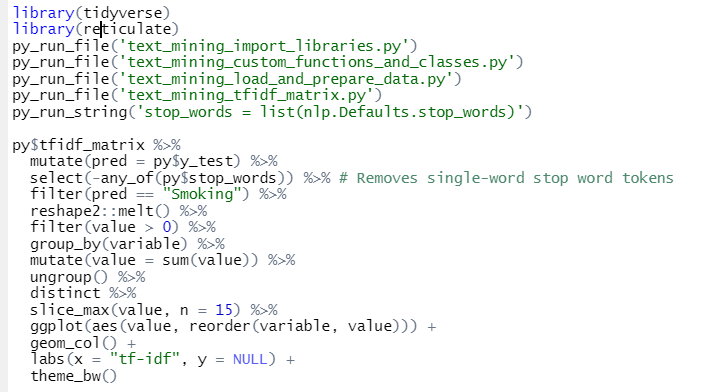 library(tidyverse)
library(reticulate)
py_run_file('text_mining_import_libraries.py')
py_run_file('text_mining_custom_functions_and_classes.py')
py_run_file('text_mining_load_and_prepare_data.py')
py_run_file('text_mining_tfidf_matrix.py')
py_run_string('stop_words = list(nlp.Defaults.stop_words)')

py$tfidf_matrix %>%
  mutate(pred = py$y_test) %>%
  select(-any_of(py$stop_words)) %>% # Removes single-word stop word tokens
  filter(pred == "Smoking") %>%
  reshape2::melt() %>%
  filter(value > 0) %>%
  group_by(variable) %>%
  mutate(value = sum(value)) %>%
  ungroup() %>%
  distinct %>%
  slice_max(value, n = 15) %>%
  ggplot(aes(value, reorder(variable, value))) +
  geom_col() +
  labs(x = "tf-idf", y = NULL) +
  theme_bw()